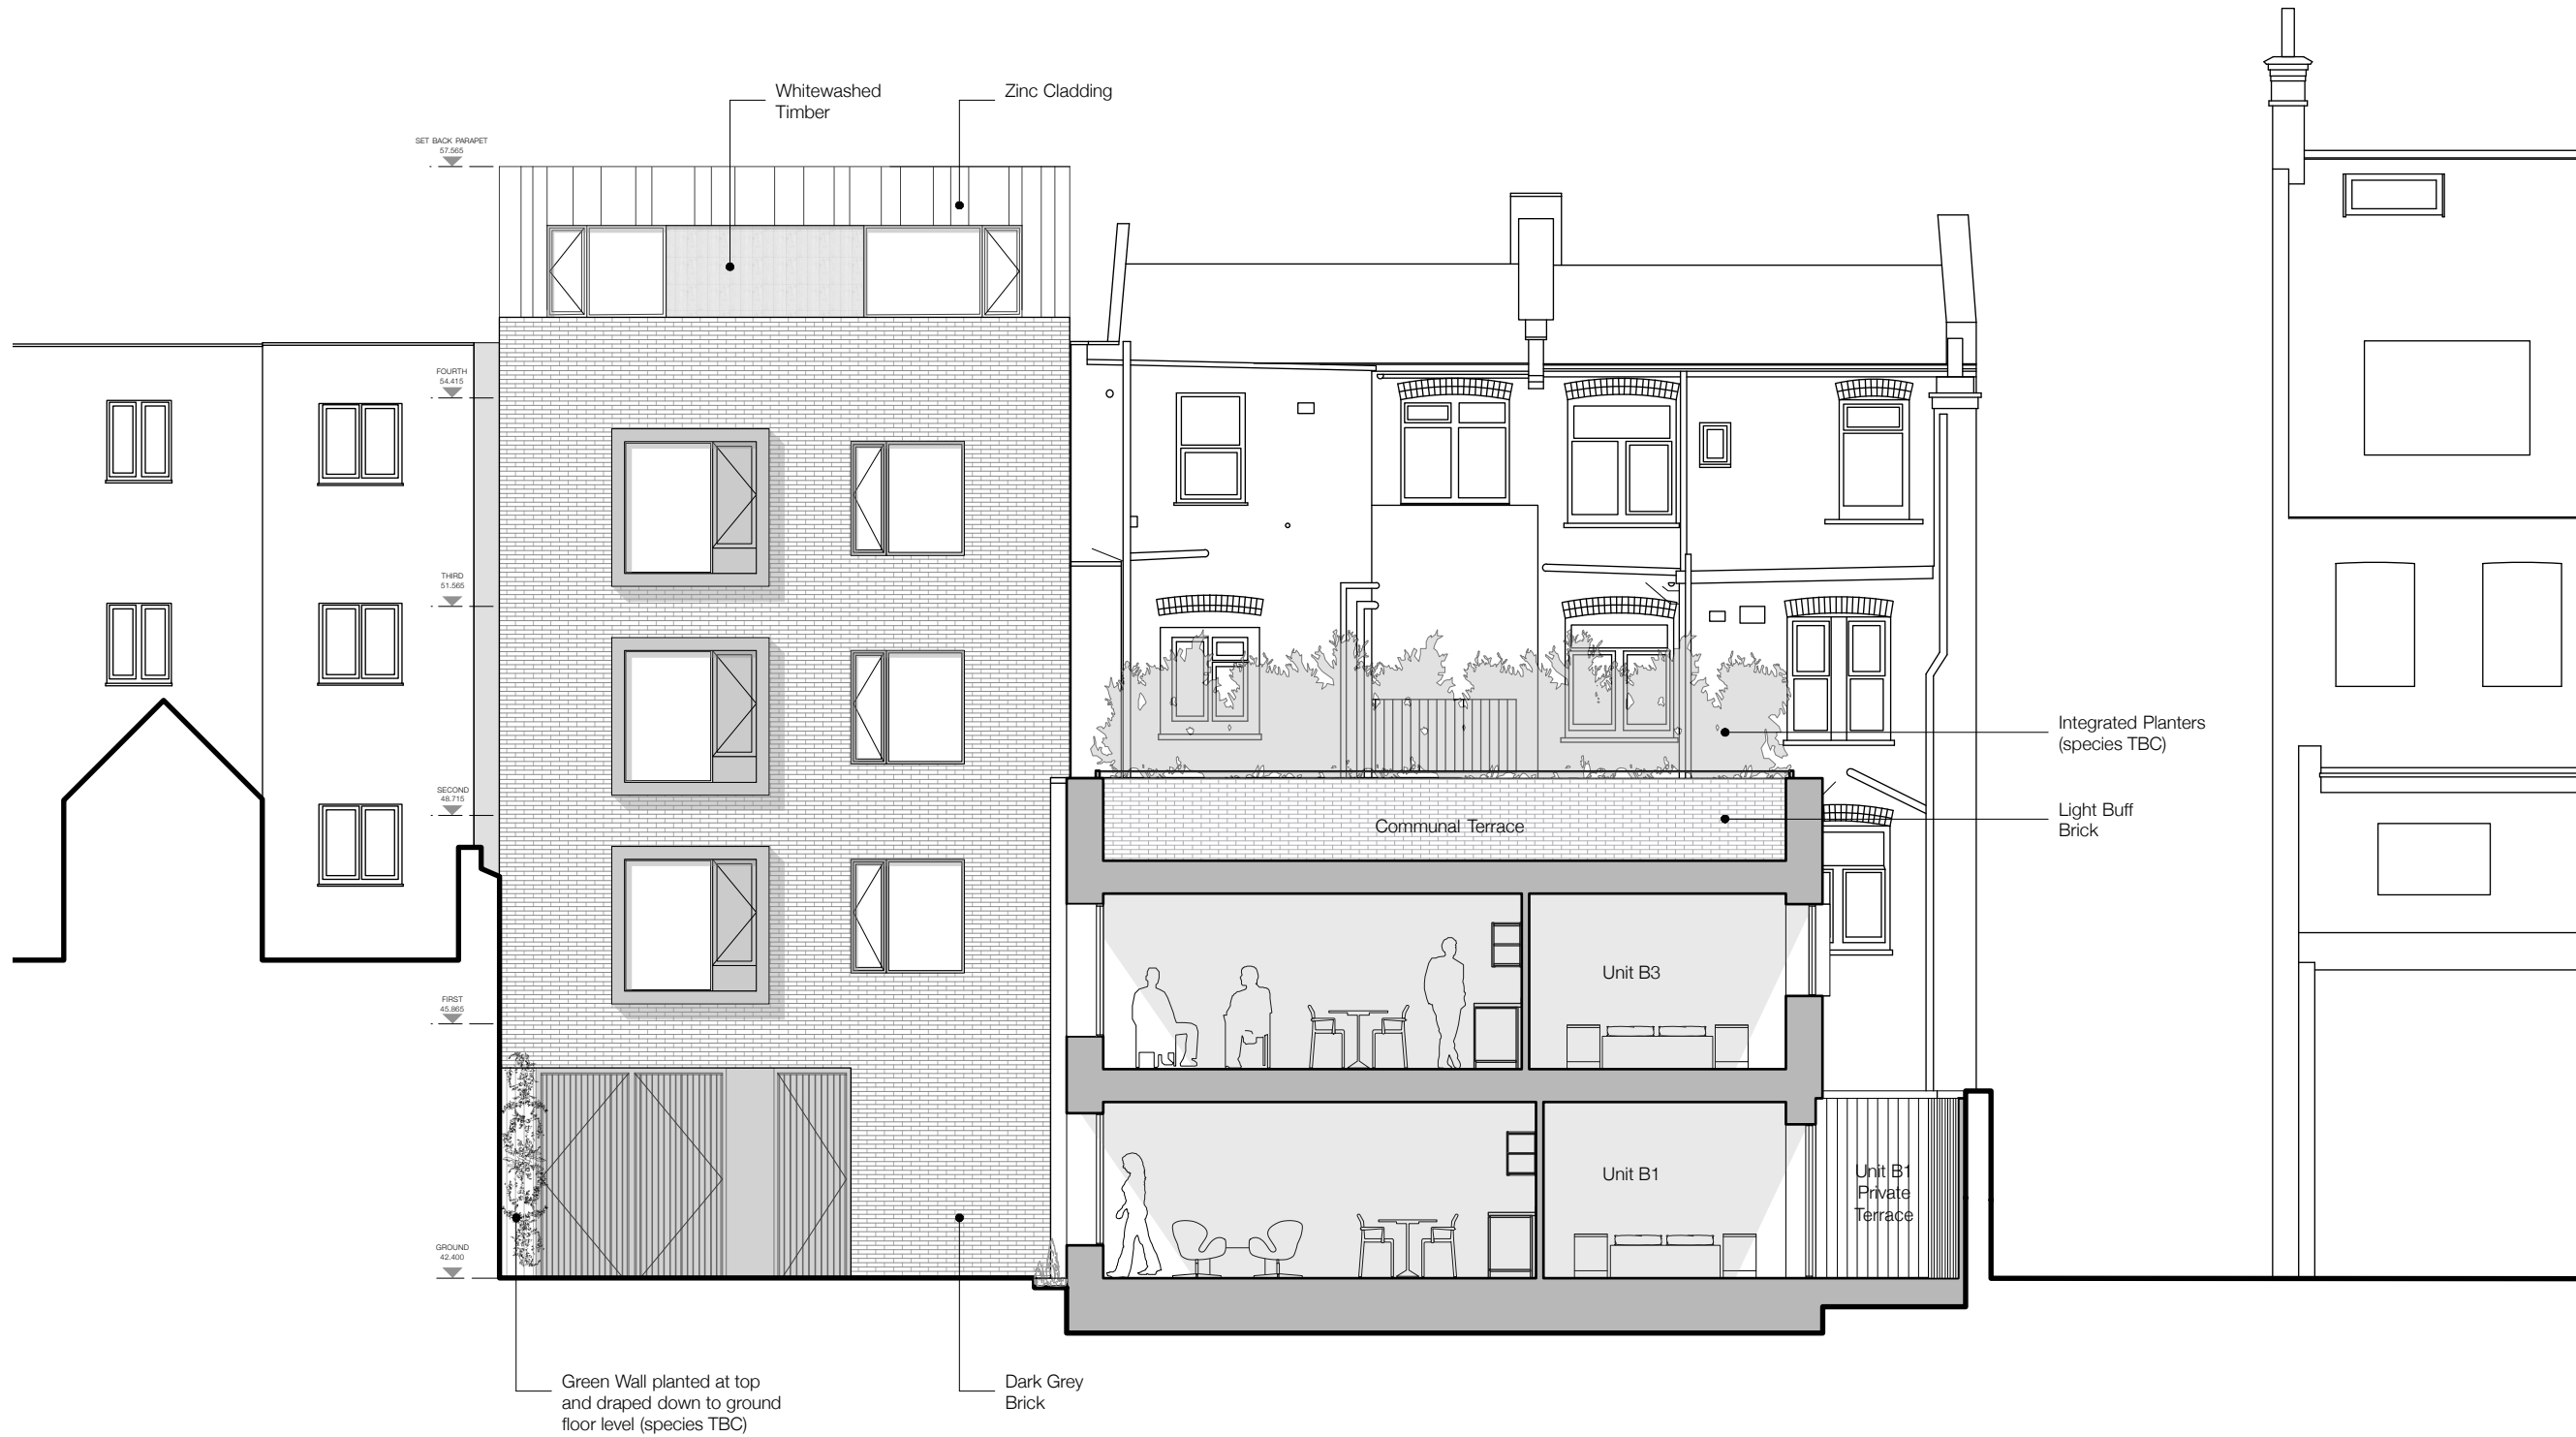 Whitewashed
Timber
Zinc Cladding
SET BACK PARAPET
57.565
FOURTH
54.415
THIRD
51.565
SECOND
48.715
FIRST
45.865
GROUND
42.400
Integrated Planters
(species TBC)
Light Buff
Brick
Communal Terrace
Unit B3
Unit B1
Unit B1
Private
Terrace
Green Wall planted at top
and draped down to ground
floor level (species TBC)
Dark Grey
Brick